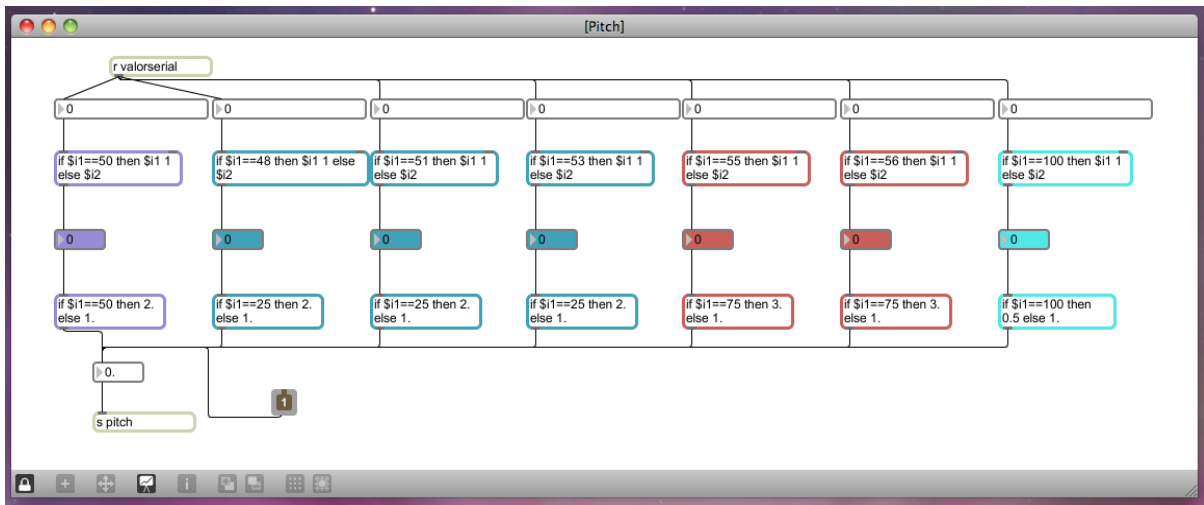 [Pitch]
r valorserial
0
0
0
0
0
0
0
if $i1==50 then $i1 1
else $i2
if $i1==48 then $i1 1 else
$i2
if $i1==51 then $i1 1
else $i2
if $i1==53 then $i1 1
else $i2
if $i1==55 then $i1 1
else $i2
if $i1==56 then $i1 1
else $i2
if $i1==100 then $i1 1
else $i2
0
0
0
0
0
0
0
if $i1==50 then 2.
else 1.
if $i1==25 then 2.
else 1.
if $i1==25 then 2.
else 1.
if $i1==25 then 2.
else 1.
if $i1==75 then 3.
else 1.
if $i1==75 then 3.
else 1.
if $i1==100 then
0.5 else 1.
0.
1
s pitch